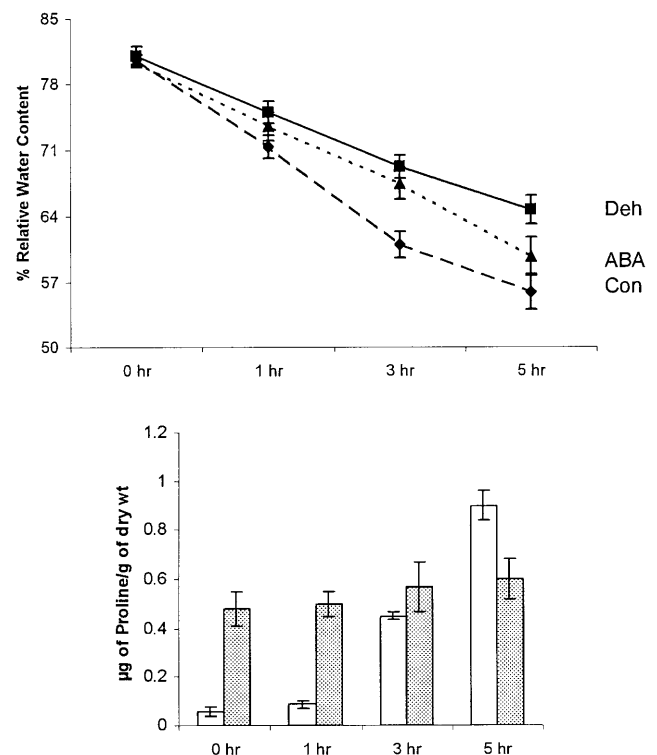 85
78
71
64
57
50
% Relative Water Content
0 hr 1 hr 3 hr 5 hr
Deh
ABA
Con
1.2
1
0.8
0.6
0.4
0.2
0
µg of Proline/g of dry wt
0 hr 1 hr 3 hr 5 hr